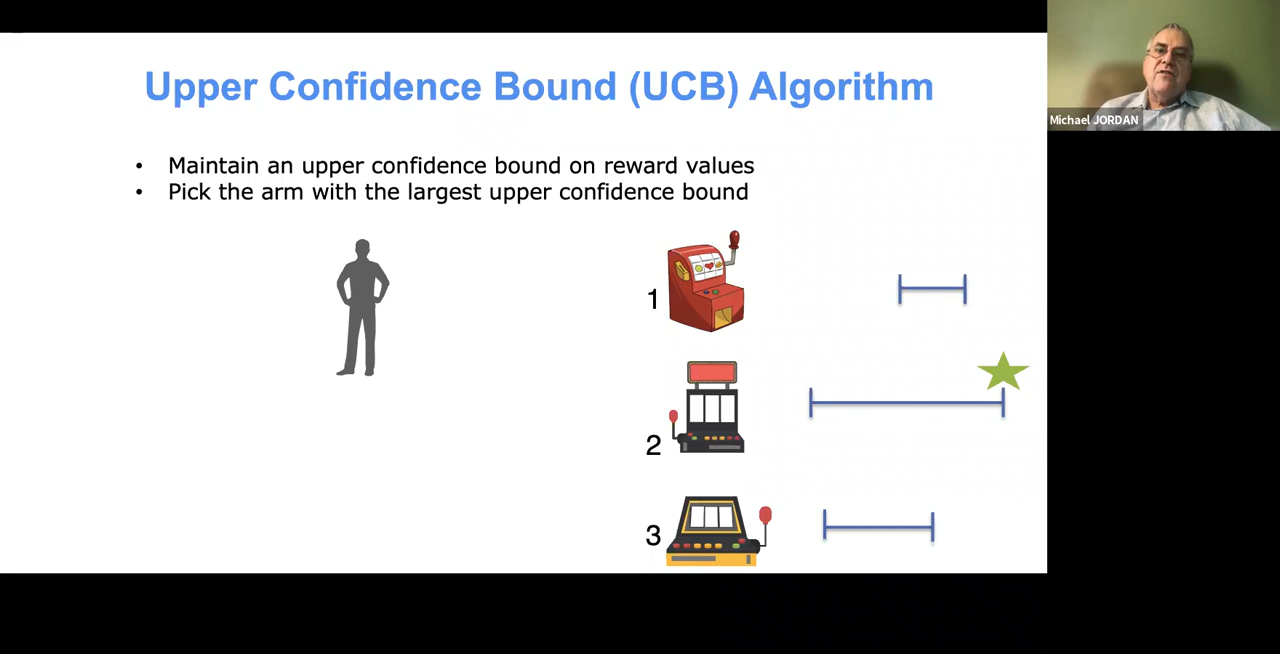 Upper Confidence Bound (UCB) Algorithm
• Maintain an upper confidence bound on reward values
• Pick the arm with the largest upper confidence bound
1
2
3
Michael JORDAN